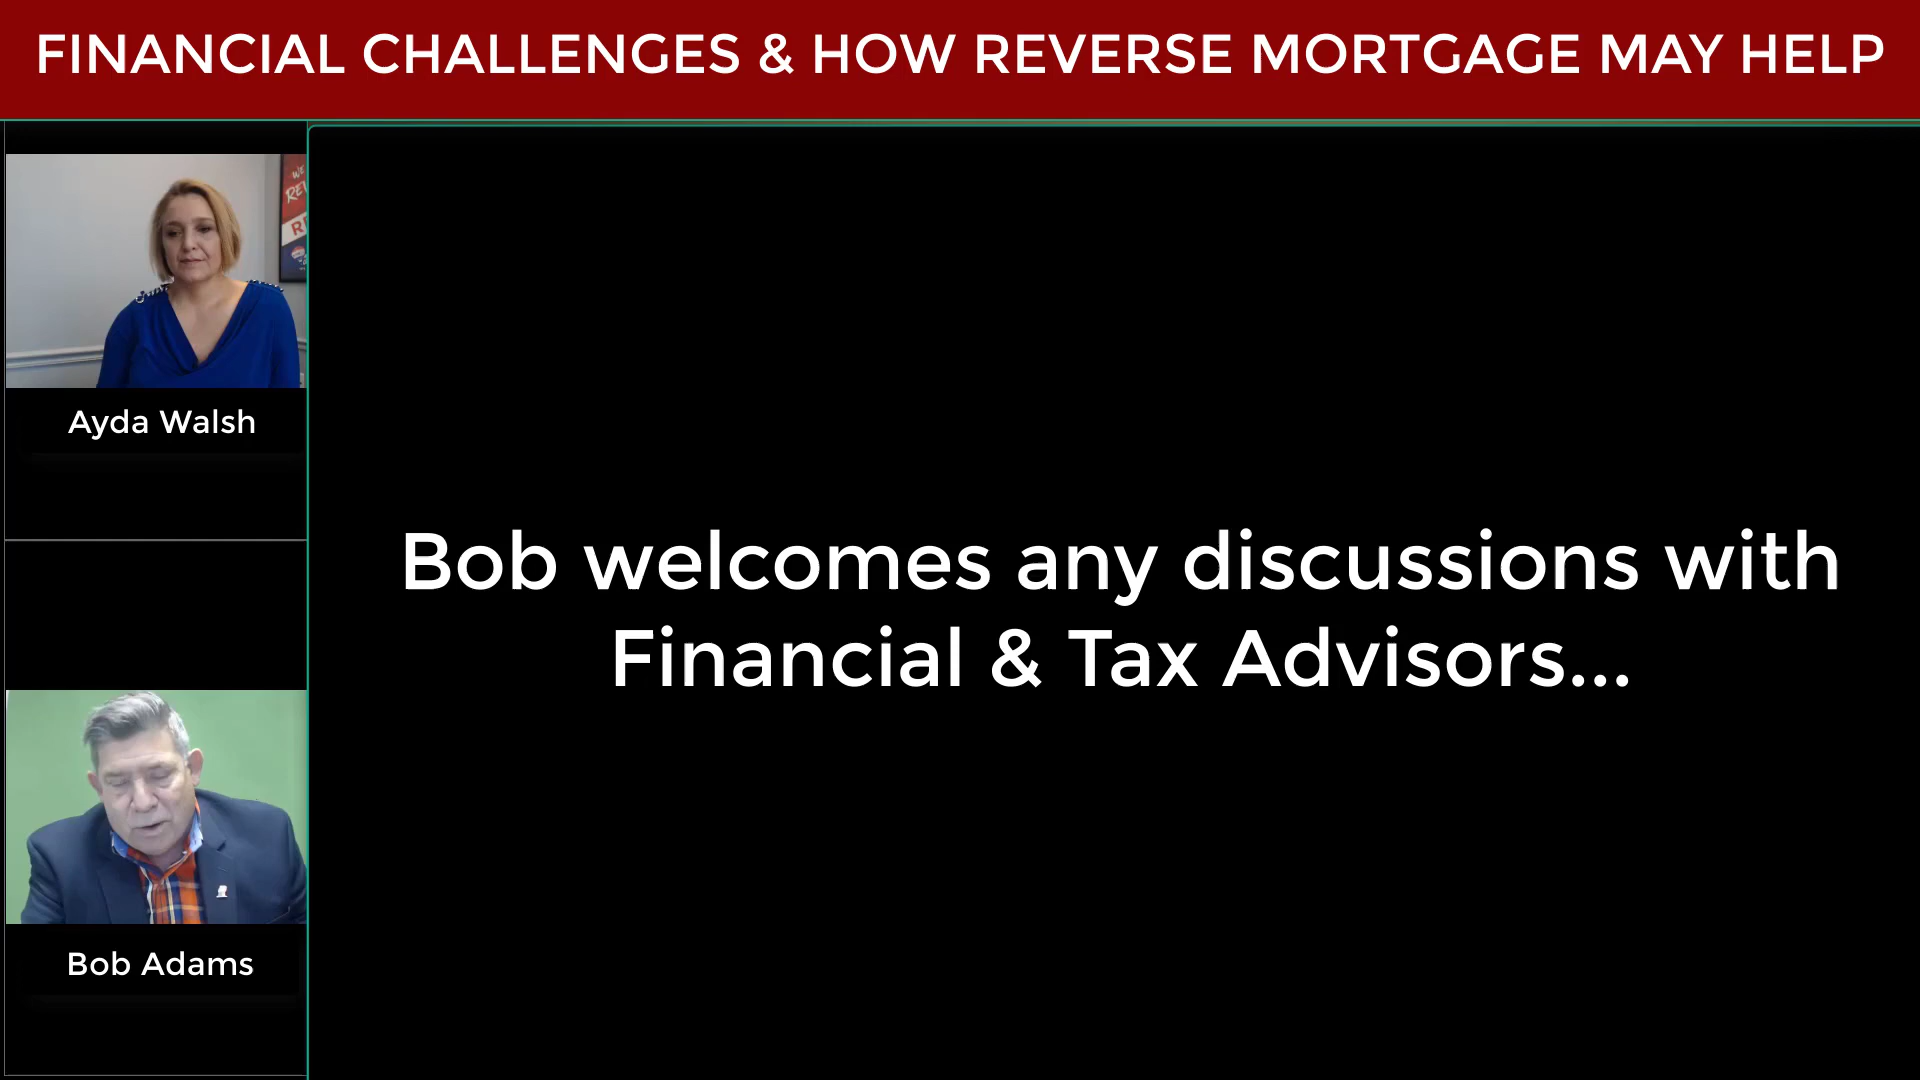 FINANCIAL CHALLENGES & HOW REVERSE MORTGAGE MAY HELP
WE
Ayda Walsh
Bob welcomes any discussions with
Financial & Tax Advisors...
Bob Adams